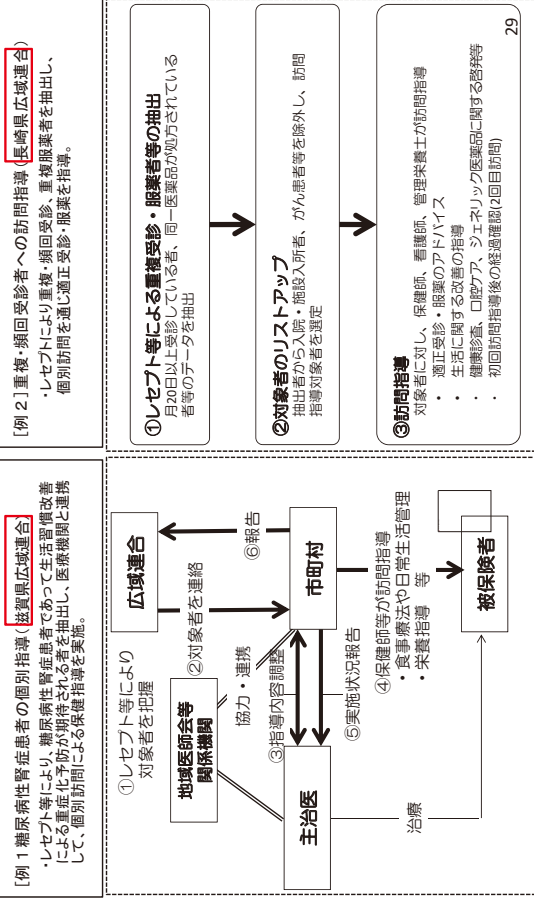 [例1糖尿病性腎症患者の個別指導(滋賀県広域連合)
・レセプト等により、糖尿病性腎症患者であって生活習慣改善
による重症化予防が期待される者を抽出し、医療機関と連携
して、個別訪問による保健指導を実施。
①レセプト等により
対象者を把握
広域連合
②対象者を連絡
⑥報告
地域医師会等
関係機関
協力・連携
③指導内容調整
市町村
主治医
⑤実施状況報告
④保健師等が訪問指導
・食事療法や日常生活管理
・栄養指導　等
治療
被保険者
[例2]重複・頻回受診者への訪問指導(長崎県広域連合)
・レセプトにより重複・頻回受診、重複服薬者を抽出し、
個別訪問を通じ適正受診・服薬を指導。
①レセプト等による重複受診・服薬者等の抽出
月20日以上受診している者、同一医薬品が処方されている
者等のデータを抽出
②対象者のリストアップ
抽出者から入院・施設入所者、がん患者等を除外し、訪問
指導対象者を選定
③訪問指導
対象者に対し、保健師、看護師、管理栄養士が訪問指導
・ 適正受診・服薬のアドバイス
・ 生活に関する改善の指導
・ 健康診査、口腔ケア、ジェネリック医薬品に関する啓発等
・ 初回訪問指導後の経過確認(2回目訪問)
29